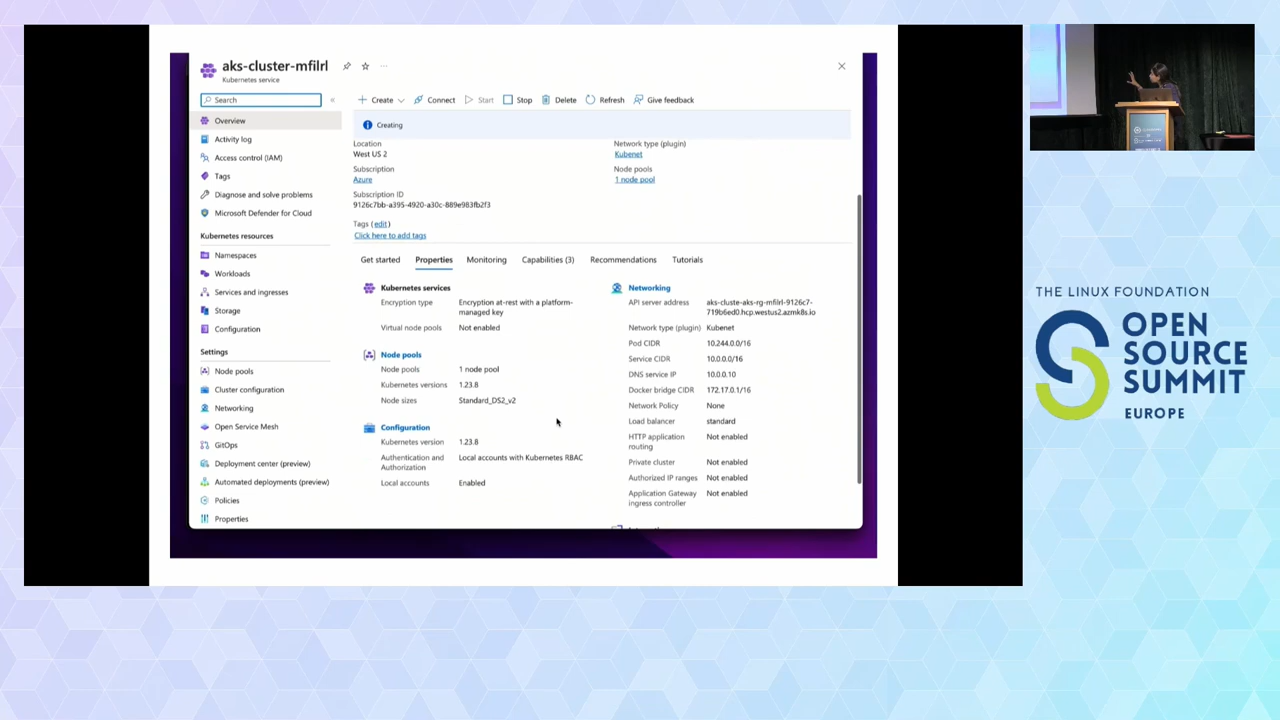 aks-cluster-mfilrl
Kubernetes service
Search
Create
Connect
Start
Stop
Delete
Refresh
Give feedback
Overview
Activity log
Access control (IAM)
Tags
Diagnose and solve problems
Microsoft Defender for Cloud
Kubernetes resources
Namespaces
Workloads
Services and ingresses
Storage
Configuration
Settings
Node pools
Cluster configuration
Networking
Open Service Mesh
GitOps
Deployment center (preview)
Automated deployments (preview)
Policies
Properties
Creating
Location
West US 2
Subscription
Azure
Subscription ID
9126c7bb-a395-4920-a30c-889e983fb2f3
Tags (edit)
Click here to add tags
Network type (plugin)
Kubenet
Node pools
1 node pool
Get started Properties Monitoring Capabilities (3) Recommendations Tutorials
Kubernetes services
Encryption type Encryption at-rest with a platform-
managed key
Virtual node pools Not enabled
Node pools
Node pools 1 node pool
Kubernetes versions 1.23.8
Node sizes Standard_DS2_v2
Configuration
Kubernetes version 1.23.8
Authentication and Local accounts with Kubernetes RBAC
Authorization
Local accounts Enabled
Networking
API server address aks-cluste-aks-rg-mfilrl-9126c7-
719b6ed0.hcp.westus2.azmk8s.io
Network type (plugin) Kubenet
Pod CIDR 10.244.0.0/16
Service CIDR 10.0.0.0/16
DNS service IP 10.0.0.10
Docker bridge CIDR 172.17.0.1/16
Network Policy None
Load balancer standard
HTTP application Not enabled
routing
Private cluster Not enabled
Authorized IP ranges Not enabled
Application Gateway Not enabled
ingress controller
THE LINUX FOUNDATION
OPEN
SOURCE
SUMMIT
EUROPE